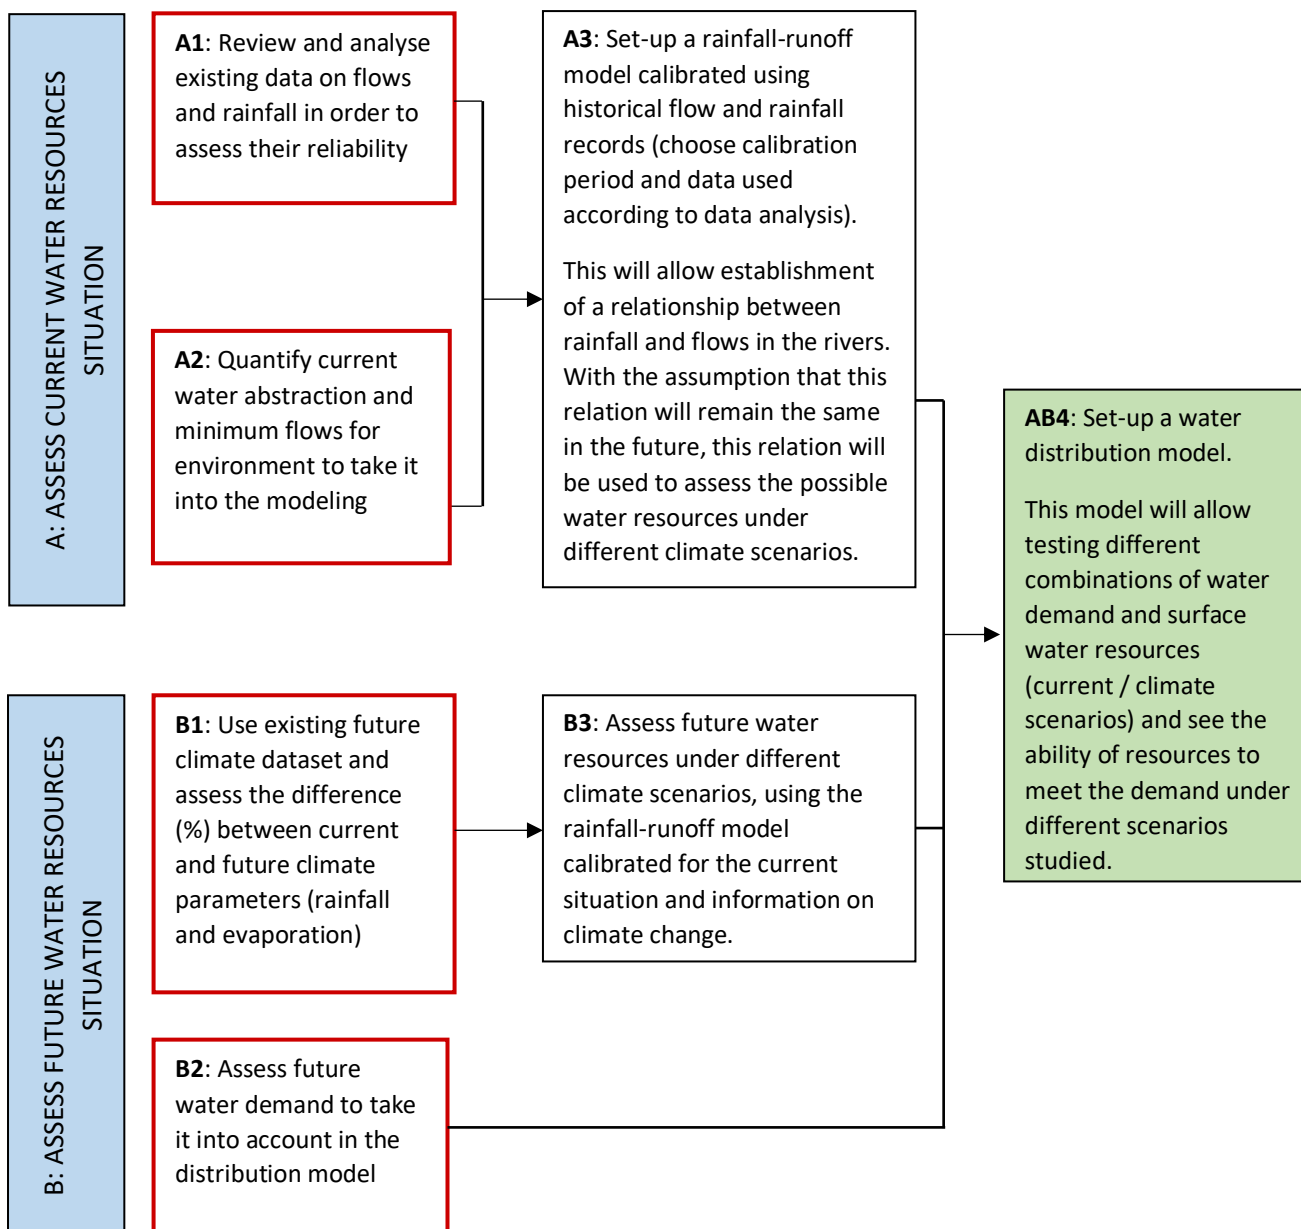 A: ASSESS CURRENT WATER RESOURCES
SITUATION
A1: Review and analyse
existing data on flows
and rainfall in order to
assess their reliability
A2: Quantify current
water abstraction and
minimum flows for
environment to take it
into the modeling
A3: Set-up a rainfall-runoff
model calibrated using
historical flow and rainfall
records (choose calibration
period and data used
according to data analysis).
This will allow establishment
of a relationship between
rainfall and flows in the rivers.
With the assumption that this
relation will remain the same
in the future, this relation will
be used to assess the possible
water resources under
different climate scenarios.
B: ASSESS FUTURE WATER RESOURCES
SITUATION
B1: Use existing future
climate dataset and
assess the difference
(%) between current
and future climate
parameters (rainfall
and evaporation)
B2: Assess future
water demand to take
it into account in the
distribution model
B3: Assess future water
resources under different
climate scenarios, using the
rainfall-runoff model
calibrated for the current
situation and information on
climate change.
AB4: Set-up a water
distribution model.
This model will allow
testing different
combinations of water
demand and surface
water resources
(current / climate
scenarios) and see the
ability of resources to
meet the demand under
different scenarios
studied.